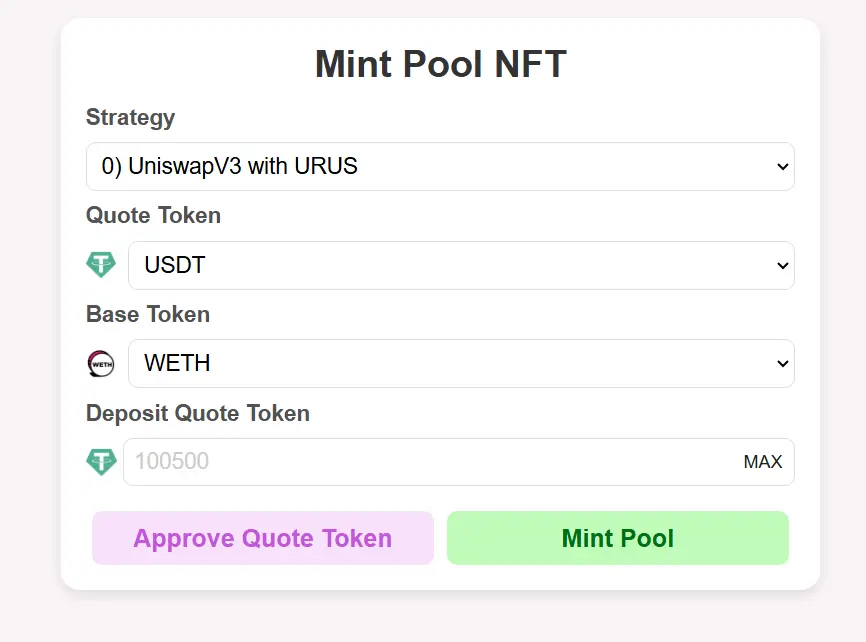 Mint Pool NFT
Strategy
0) UniswapV3 with URUS
Quote Token
USDT
Base Token
WETH
WETH
Deposit Quote Token
100500
MAX
Approve Quote Token
Mint Pool